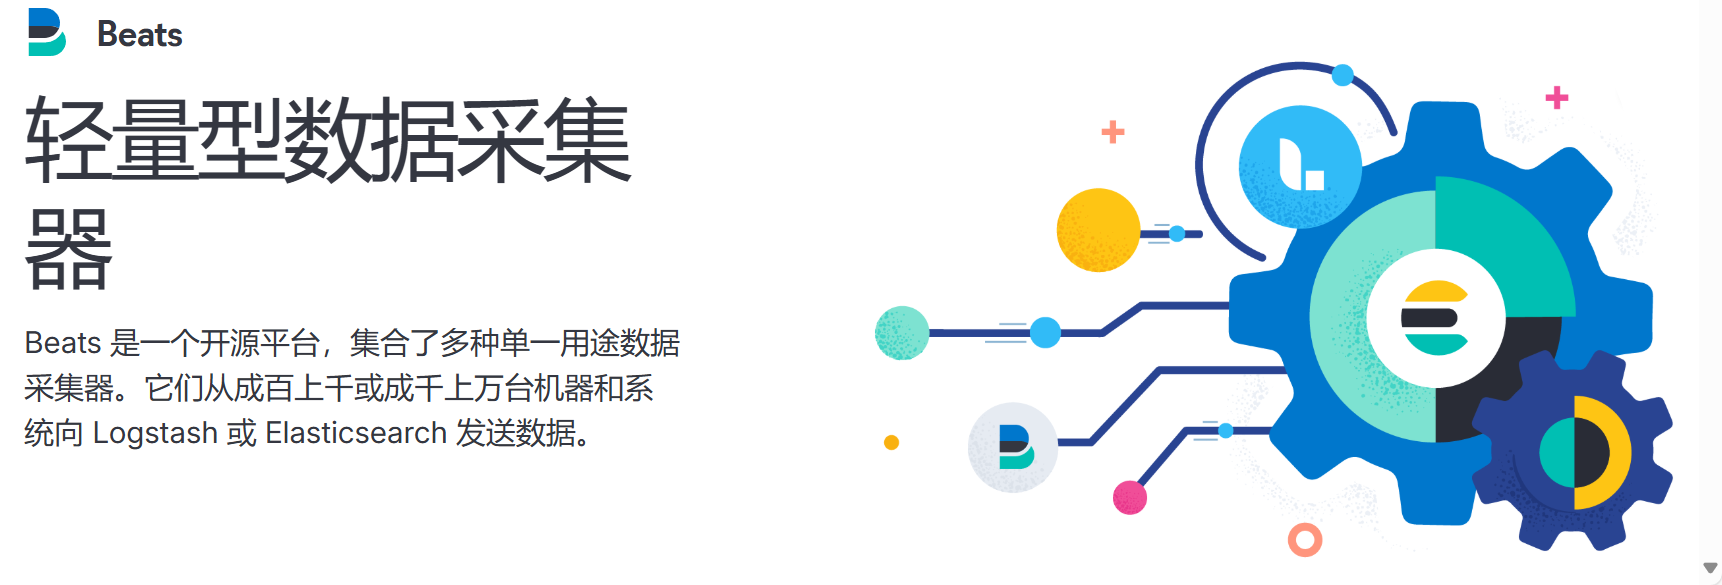 Beats
轻量型数据采集
器
Beats 是一个开源平台，集合了多种单一用途数据
采集器。它们从成百上千或成千上万台机器和系
统向 Logstash 或 Elasticsearch 发送数据。